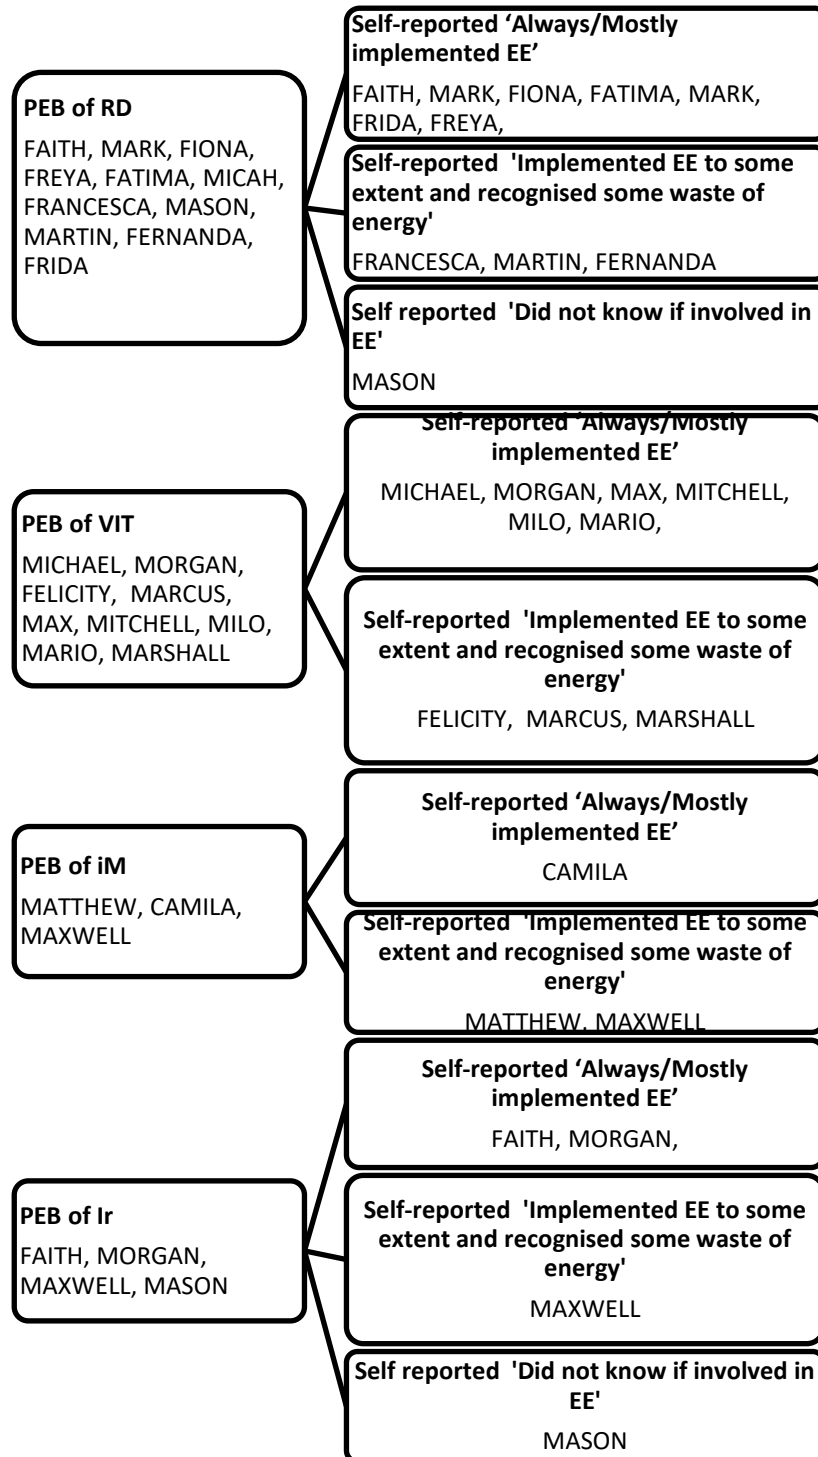 PEB of RD
FAITH, MARK, FIONA,
FREYA, FATIMA, MICAH,
FRANCESCA, MASON,
MARTIN, FERNANDA,
FRIDA
Self-reported ‘Always/Mostly
implemented EE’
FAITH, MARK, FIONA, FATIMA, MARK,
FRIDA, FREYA,
Self-reported  'Implemented EE to some
extent and recognised some waste of
energy'
FRANCESCA, MARTIN, FERNANDA
Self reported  'Did not know if involved in
EE'
MASON
PEB of VIT
MICHAEL, MORGAN,
FELICITY,  MARCUS,
MAX, MITCHELL, MILO,
MARIO, MARSHALL
Self-reported ‘Always/Mostly
implemented EE’
MICHAEL, MORGAN, MAX, MITCHELL,
MILO, MARIO,
Self-reported  'Implemented EE to some
extent and recognised some waste of
energy'
FELICITY,  MARCUS, MARSHALL
PEB of iM
MATTHEW, CAMILA,
MAXWELL
Self-reported ‘Always/Mostly
implemented EE’
CAMILA
Self-reported  'Implemented EE to some
extent and recognised some waste of
energy'
MATTHEW, MAXWELL
PEB of Ir
FAITH, MORGAN,
MAXWELL, MASON
Self-reported ‘Always/Mostly
implemented EE’
FAITH, MORGAN,
Self-reported  'Implemented EE to some
extent and recognised some waste of
energy'
MAXWELL
Self reported  'Did not know if involved in
EE'
MASON